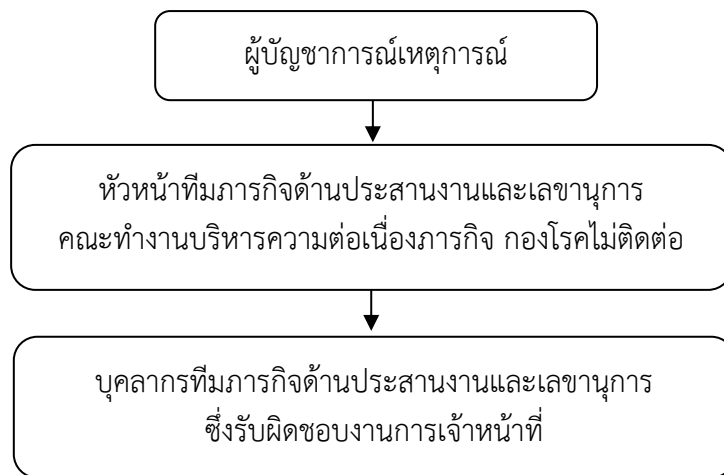 ผู้บัญชาการณ์เหตุการณ์
หัวหน้าทีมภารกิจด้านประสานงานและเลขานุการ
คณะทำงานบริหารความต่อเนื่องภารกิจ กองโรคไม่ติดต่อ
บุคลากรทีมภารกิจด้านประสานงานและเลขานุการ
ซึ่งรับผิดชอบงานการเจ้าหน้าที่